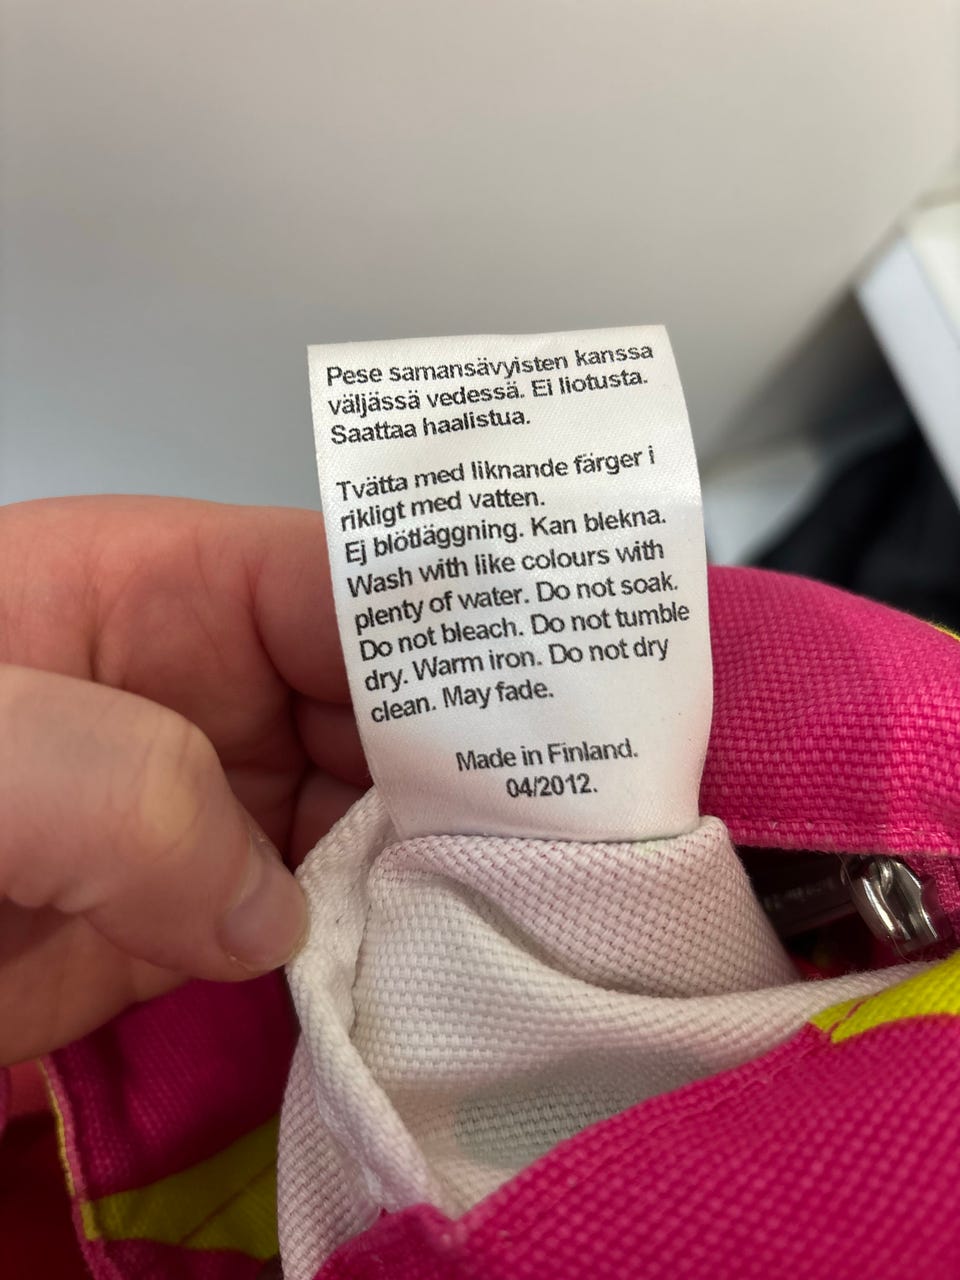 Pese samansävyisten kanssa
väljässä vedessä. Ei liotusta.
Saattaa haalistua.
Tvätta med liknande färger i
rikligt med vatten.
Ej blötläggning. Kan blekna.
Wash with like colours with
plenty of water. Do not soak.
Do not bleach. Do not tumble
dry. Warm iron. Do not dry
clean. May fade.
Made in Finland.
04/2012.